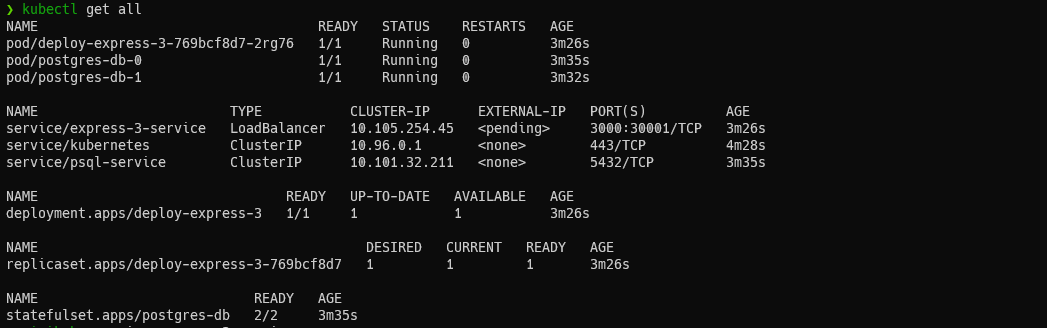 ❯ kubectl get all
NAME READY STATUS RESTARTS AGE
pod/deploy-express-3-769bcf8d7-2rg76 1/1 Running 0 3m26s
pod/postgres-db-0 1/1 Running 0 3m35s
pod/postgres-db-1 1/1 Running 0 3m32s
NAME TYPE CLUSTER-IP EXTERNAL-IP PORT(S) AGE
service/express-3-service LoadBalancer 10.105.254.45 <pending> 3000:30001/TCP 3m26s
service/kubernetes ClusterIP 10.96.0.1 <none> 443/TCP 4m28s
service/psql-service ClusterIP 10.101.32.211 <none> 5432/TCP 3m35s
NAME READY UP-TO-DATE AVAILABLE AGE
deployment.apps/deploy-express-3 1/1 1 1 3m26s
NAME DESIRED CURRENT READY AGE
replicaset.apps/deploy-express-3-769bcf8d7 1 1 1 3m26s
NAME READY AGE
statefulset.apps/postgres-db 2/2 3m35s